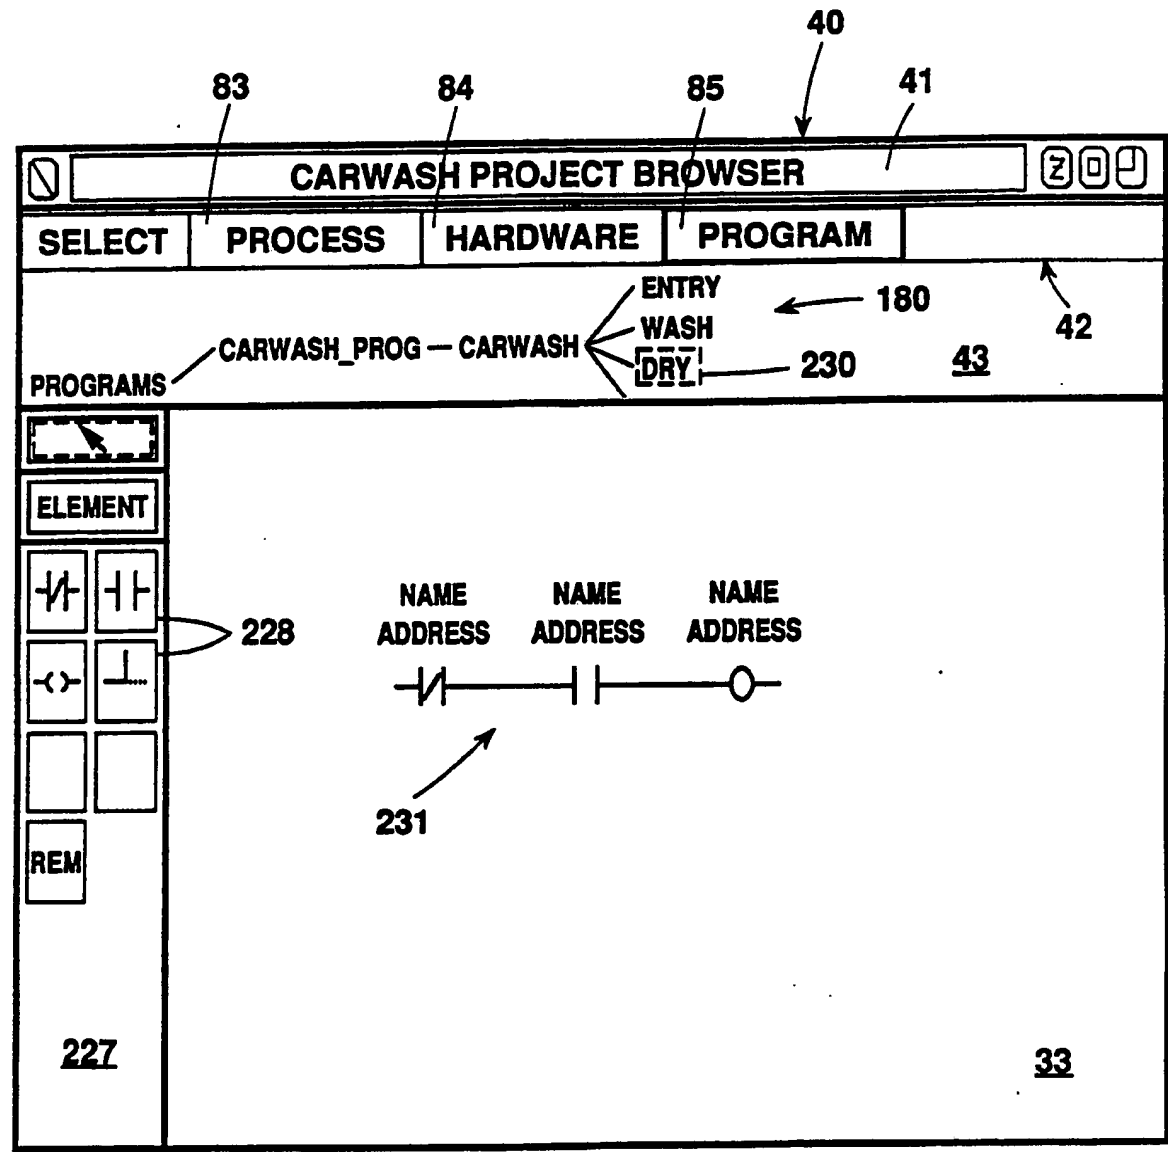 40
83 84 85 41
CARWASH PROJECT BROWSER
SELECT PROCESS HARDWARE PROGRAM
42
ENTRY
180
WASH
CARWASH_PROG — CARWASH
DRY
230
43
PROGRAMS
ELEMENT
228
NAME NAME NAME
ADDRESS ADDRESS ADDRESS
231
REM
227
33